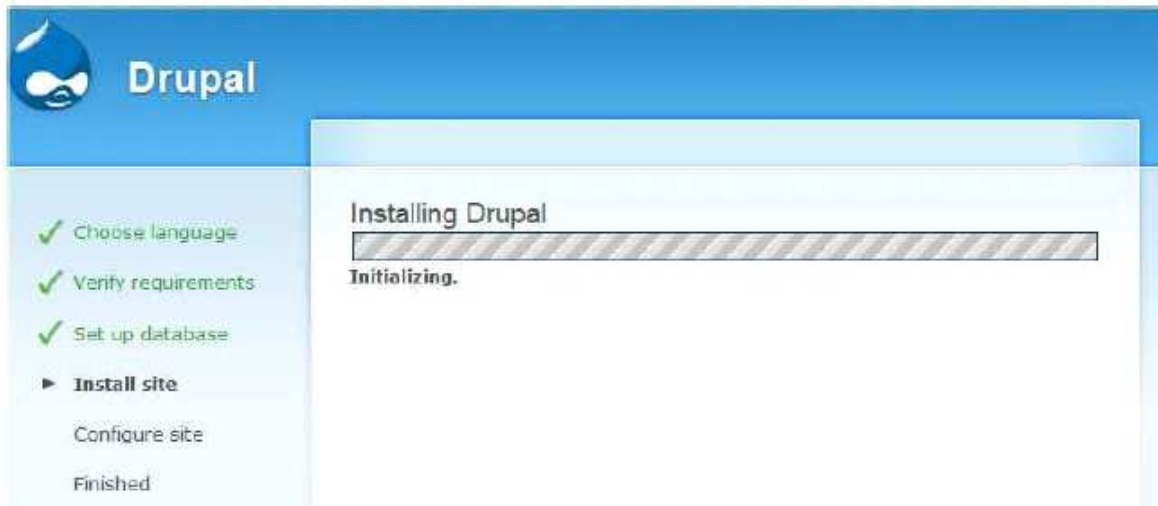 Drupal
Choose language
Verify requirements
Set up database
Install site
Configure site
Finished
Installing Drupal
Initializing.